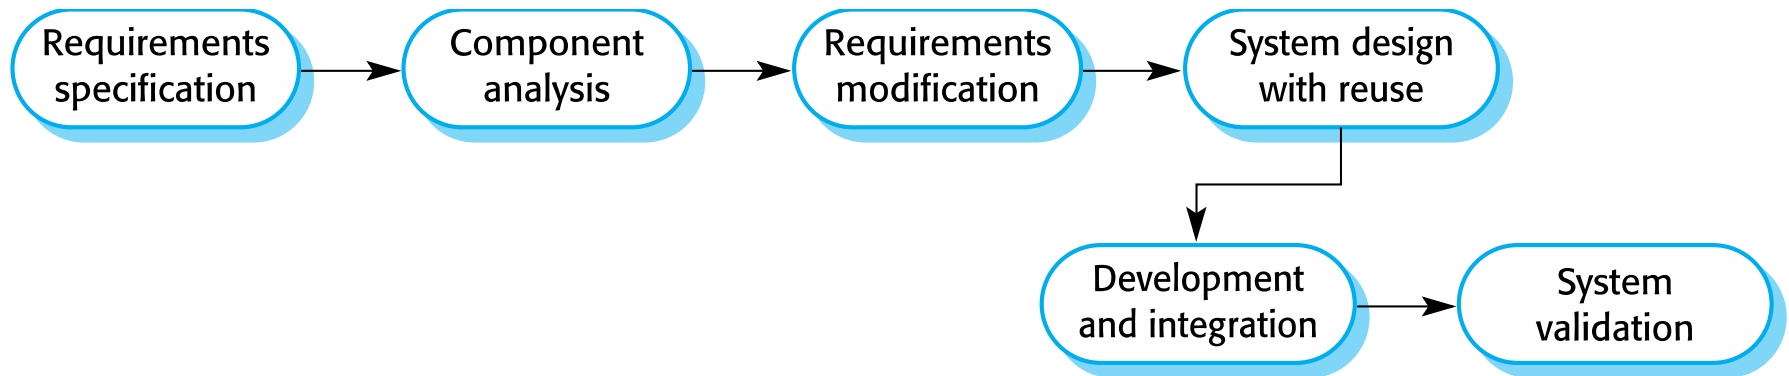 Requirements
specification
Component
analysis
Requirements
modification
System design
with reuse
Development
and integration
System
validation